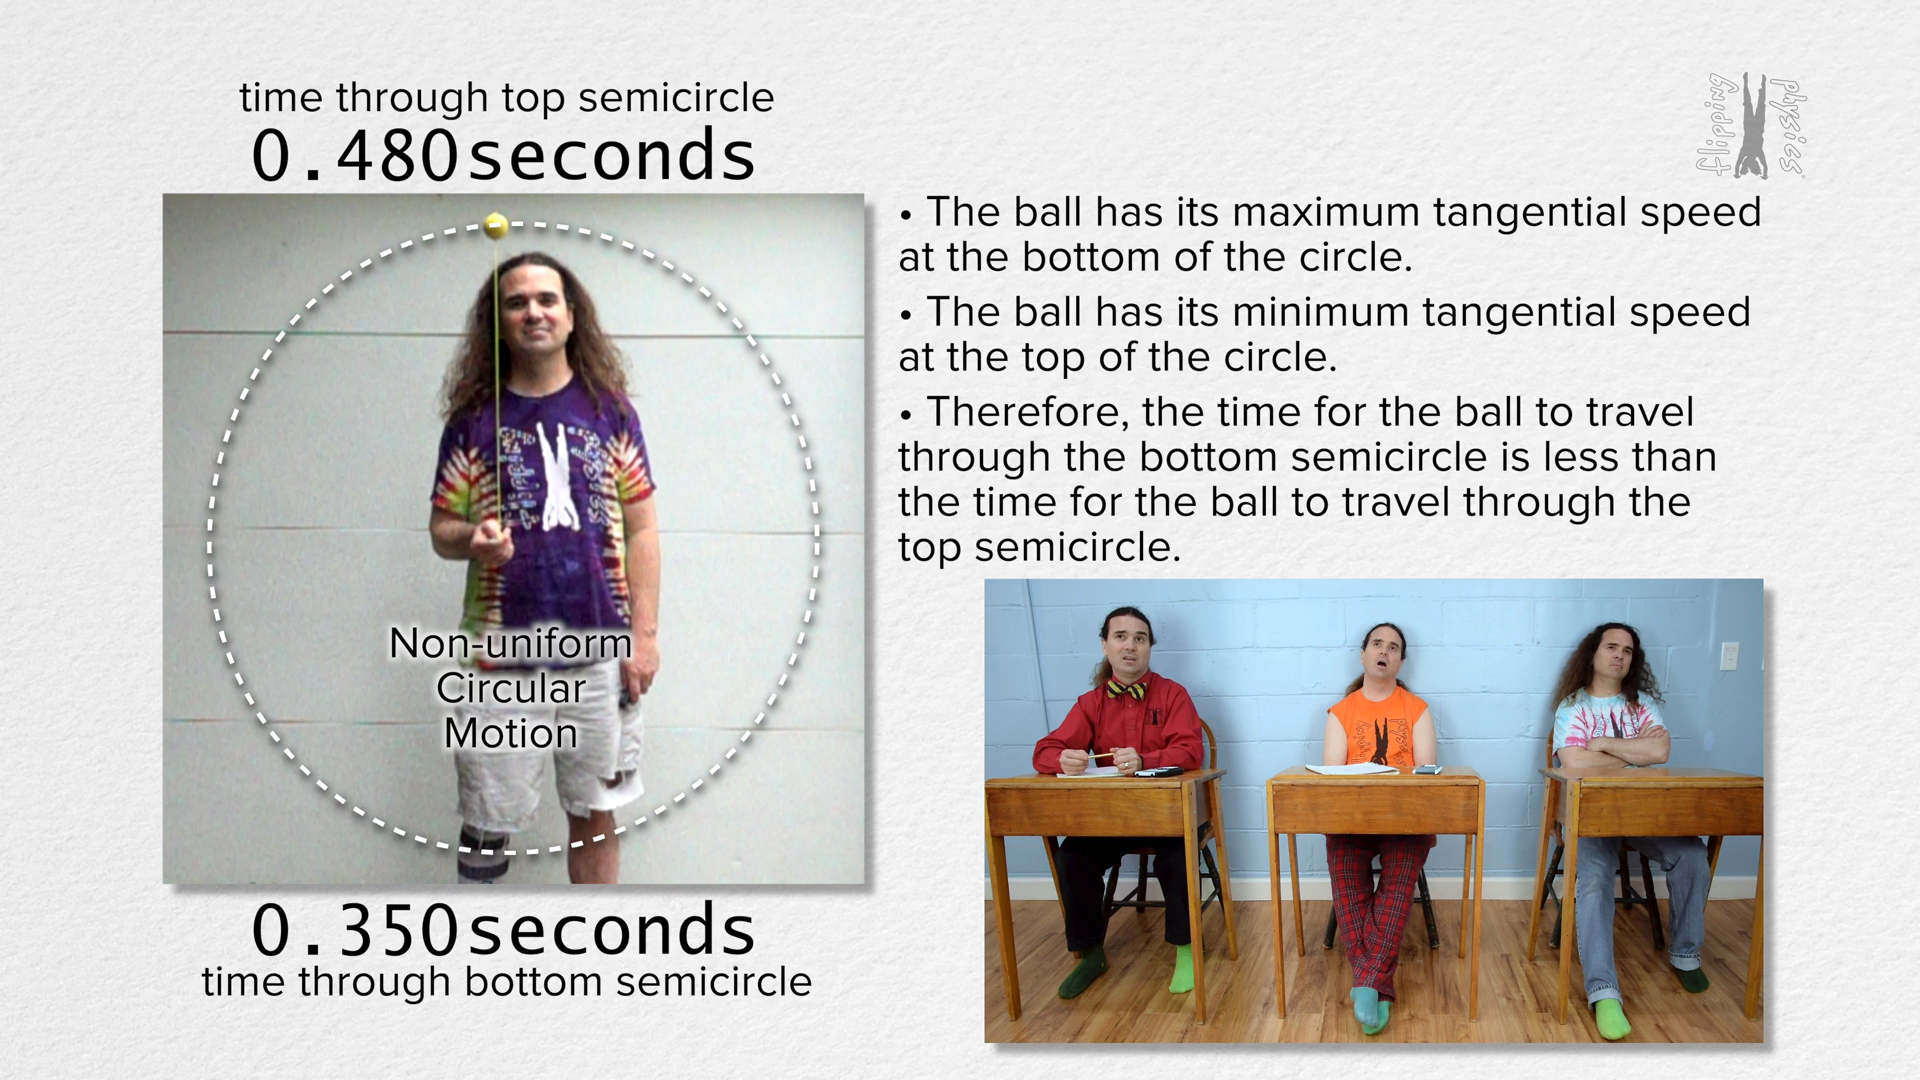 time through top semicircle
0.480 seconds
flipping
physics
• The ball has its maximum tangential speed
at the bottom of the circle.
• The ball has its minimum tangential speed
at the top of the circle.
• Therefore, the time for the ball to travel
through the bottom semicircle is less than
the time for the ball to travel through the
top semicircle.
Non-uniform
Circular
Motion
flipping
physics
0.350 seconds
time through bottom semicircle